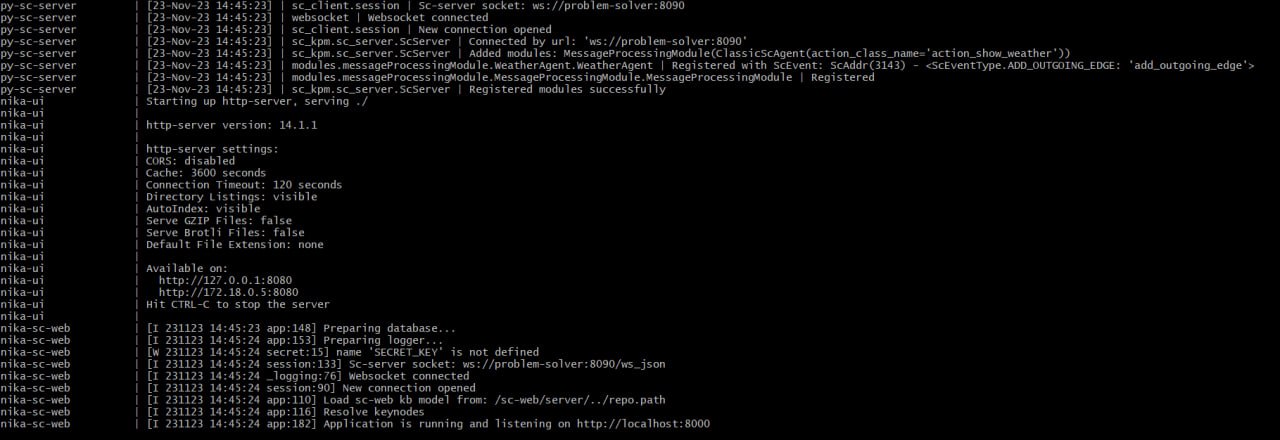 py-sc-server | [23-Nov-23 14:45:23] | sc_client.session | Sc-server socket: ws://problem-solver:8090
py-sc-server | [23-Nov-23 14:45:23] | websocket | Websocket connected
py-sc-server | [23-Nov-23 14:45:23] | sc_client.session | New connection opened
py-sc-server | [23-Nov-23 14:45:23] | sc_kpm.sc_server.ScServer | Connected by url: 'ws://problem-solver:8090'
py-sc-server | [23-Nov-23 14:45:23] | sc_kpm.sc_server.ScServer | Added modules: MessageProcessingModule(ClassicScAgent(action_class_name='action_show_weather'))
py-sc-server | [23-Nov-23 14:45:23] | modules.messageProcessingModule.WeatherAgent.WeatherAgent | Registered with ScEvent: ScAddr(3143) - <ScEventType.ADD_OUTGOING_EDGE: 'add_outgoing_edge'>
py-sc-server | [23-Nov-23 14:45:23] | modules.messageProcessingModule.MessageProcessingModule.MessageProcessingModule | Registered
py-sc-server | [23-Nov-23 14:45:23] | sc_kpm.sc_server.ScServer | Registered modules successfully
nika-ui | Starting up http-server, serving ./
nika-ui |
nika-ui | http-server version: 14.1.1
nika-ui |
nika-ui | http-server settings:
nika-ui | CORS: disabled
nika-ui | Cache: 3600 seconds
nika-ui | Connection Timeout: 120 seconds
nika-ui | Directory Listings: visible
nika-ui | AutoIndex: visible
nika-ui | Serve GZIP Files: false
nika-ui | Serve Brotli Files: false
nika-ui | Default File Extension: none
nika-ui |
nika-ui | Available on:
nika-ui |   http://127.0.0.1:8080
nika-ui |   http://172.18.0.5:8080
nika-ui | Hit CTRL-C to stop the server
nika-ui |
nika-sc-web | [I 231123 14:45:23 app:148] Preparing database...
nika-sc-web | [I 231123 14:45:24 app:153] Preparing logger...
nika-sc-web | [W 231123 14:45:24 secret:15] name 'SECRET_KEY' is not defined
nika-sc-web | [I 231123 14:45:24 session:133] Sc-server socket: ws://problem-solver:8090/ws_json
nika-sc-web | [I 231123 14:45:24 _logging:76] Websocket connected
nika-sc-web | [I 231123 14:45:24 session:90] New connection opened
nika-sc-web | [I 231123 14:45:24 app:110] Load sc-web kb model from: /sc-web/server/../repo.path
nika-sc-web | [I 231123 14:45:24 app:116] Resolve keynodes
nika-sc-web | [I 231123 14:45:24 app:182] Application is running and listening on http://localhost:8000